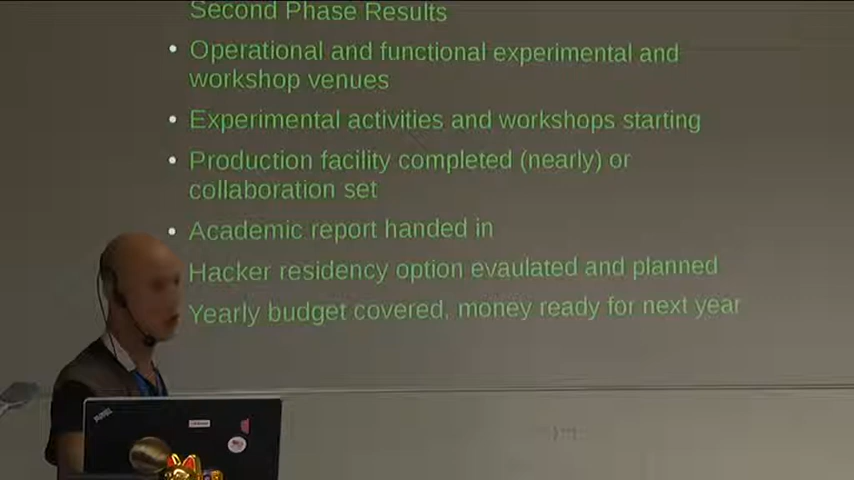 Second Phase Results
• Operational and functional experimental and
workshop venues
• Experimental activities and workshops starting
• Production facility completed (nearly) or
collaboration set
• Academic report handed in
Hacker residency option evaulated and planned
Yearly budget covered, money ready for next year